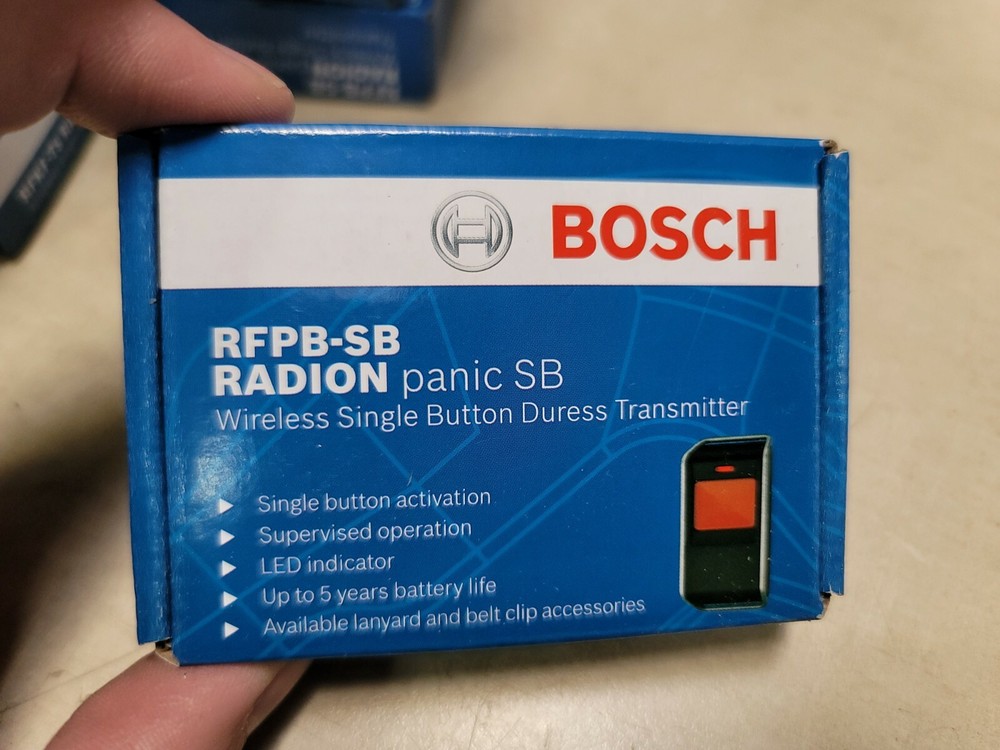 BOSCH
RFPB-SB
RADION panic SB
Wireless Single Button Duress Transmitter
Single button activation
Supervised operation
LED indicator
Up to 5 years battery life
Available lanyard and belt clip accessories